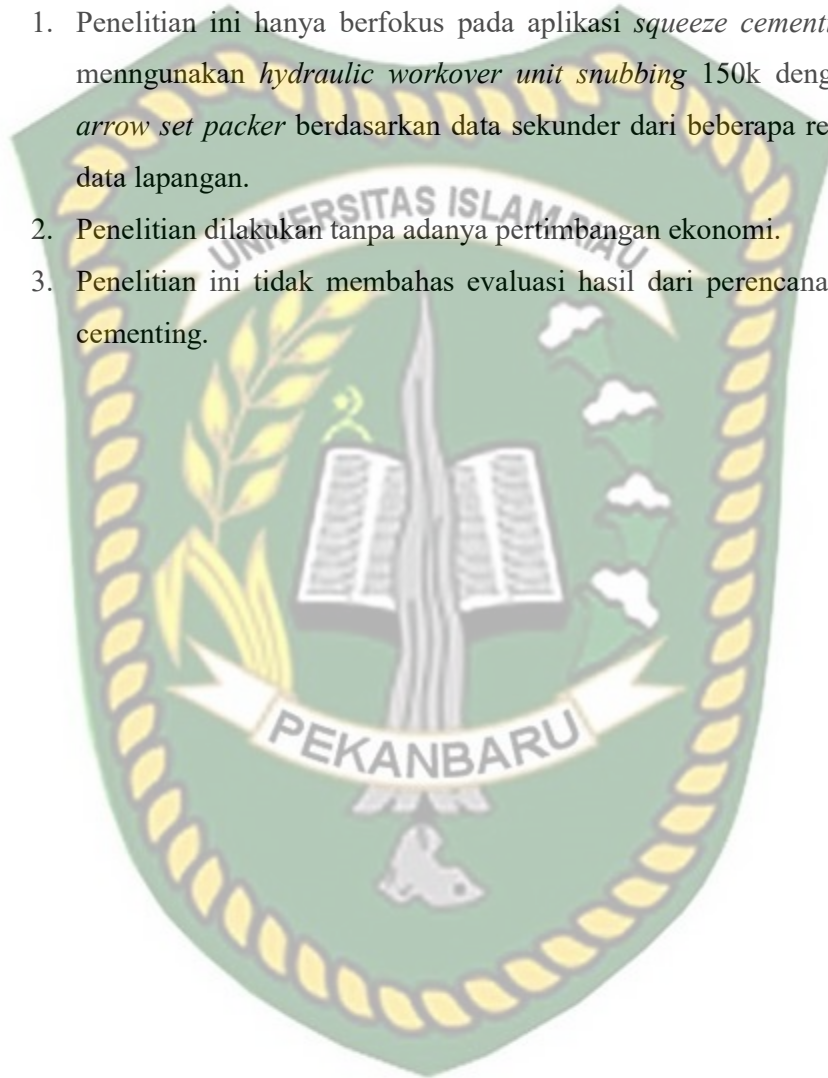 1. Penelitian ini hanya berfokus pada aplikasi squeeze cementi
menngunakan hydraulic workover unit snubbing 150k deng
arrow set packer berdasarkan data sekunder dari beberapa re
data lapangan.
2. Penelitian dilakukan tanpa adanya pertimbangan ekonomi.
3. Penelitian ini tidak membahas evaluasi hasil dari perencana
cementing.
UNIVERSITAS ISLAM RIAU
PEKANBARU